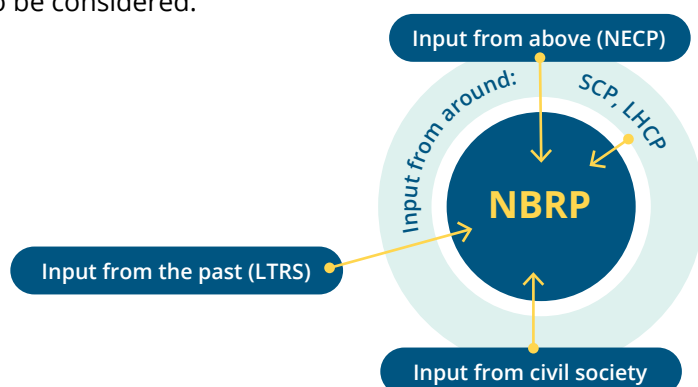 be considered.
Input from above (NECP)
Input from around:
SCP, LHCP
NBRP
Input from the past (LTRS)
Input from civil society